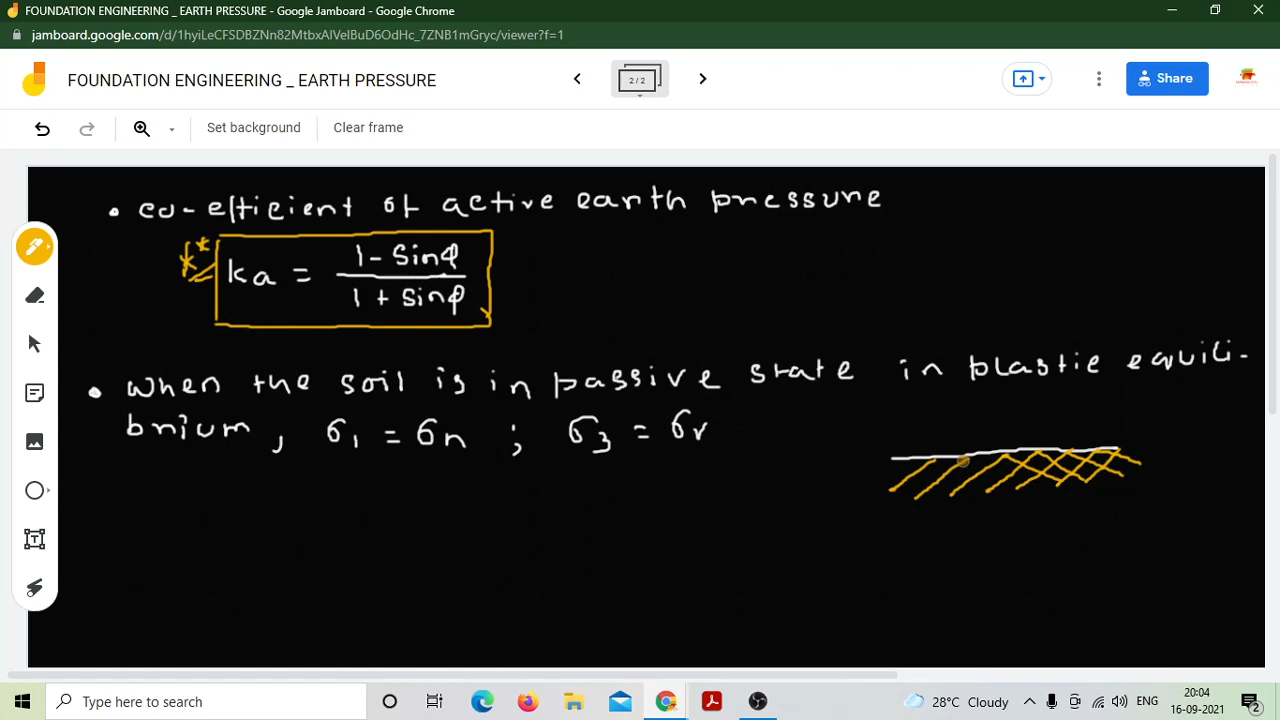 FOUNDATION ENGINEERING _ EARTH PRESSURE - Google Jamboard - Google Chrome
jamboard.google.com/d/1hyiLeCFSDBZNn82MtbxAlVelBuD6OdHc_7ZNB1mGryc/viewer?f=1
FOUNDATION ENGINEERING _ EARTH PRESSURE
2 / 2
Share
Set background
Clear frame
• co-efficient of active earth pressure
k* ka = 1 - Sinφ / 1 + sinφ
• when the soil is in passive state in plastic equili-
brium, σ1 = σh ; σ3 = σv
Type here to search
28°C Cloudy
ENG
20:04
16-09-2021
2